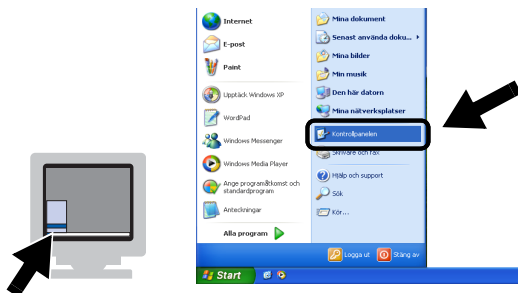 Internet
E-post
Paint
Upptäck Windows XP
WordPad
Windows Messenger
Windows Media Player
Ange programåtkomst och
standardprogram
Anteckningar
Alla program
Mina dokument
Senast använda doku...
Mina bilder
Min musik
Den här datorn
Mina nätverksplatser
Kontrollpanelen
Skrivare och fax
Hjälp och support
Sök
Kör...
Logga ut
Stäng av
Start